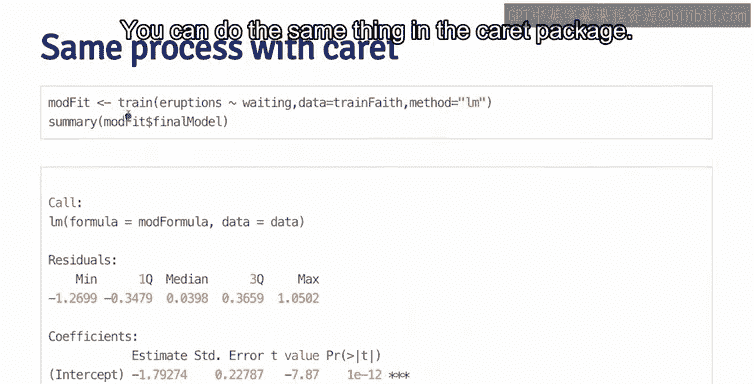 You can do the same thing in the caret package.
Same process with caret
modFit <- train(eruptions ~ waiting,data=trainFaith,method="lm")
summary(modFit$finalModel)
Call:
lm(formula = modFormula, data = data)
Residuals:
Min 1Q Median 3Q Max
-1.2699 -0.3479 0.0398 0.3659 1.0502
Coefficients:
Estimate Std. Error t value Pr(>|t|)
(Intercept) -1.79274 0.22787 -7.87 1e-12 ***